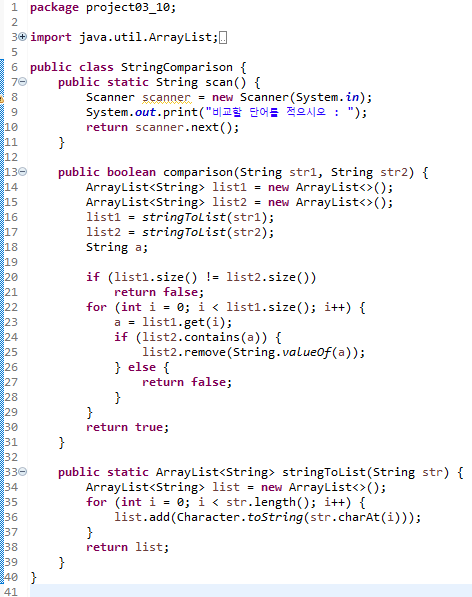 1 package project03_10;
2
3 import java.util.ArrayList;
5
6 public class StringComparison {
7     public static String scan() {
8         Scanner scanner = new Scanner(System.in);
9         System.out.print("비교할 단어를 적으시오 : ");
10         return scanner.next();
11     }
12
13     public boolean comparison(String str1, String str2) {
14         ArrayList<String> list1 = new ArrayList<>();
15         ArrayList<String> list2 = new ArrayList<>();
16         list1 = stringToList(str1);
17         list2 = stringToList(str2);
18         String a;
19
20         if (list1.size() != list2.size())
21             return false;
22         for (int i = 0; i < list1.size(); i++) {
23             a = list1.get(i);
24             if (list2.contains(a)) {
25                 list2.remove(String.valueOf(a));
26             } else {
27                 return false;
28             }
29         }
30         return true;
31     }
32
33     public static ArrayList<String> stringToList(String str) {
34         ArrayList<String> list = new ArrayList<>();
35         for (int i = 0; i < str.length(); i++) {
36             list.add(Character.toString(str.charAt(i)));
37         }
38         return list;
39     }
40 }
41